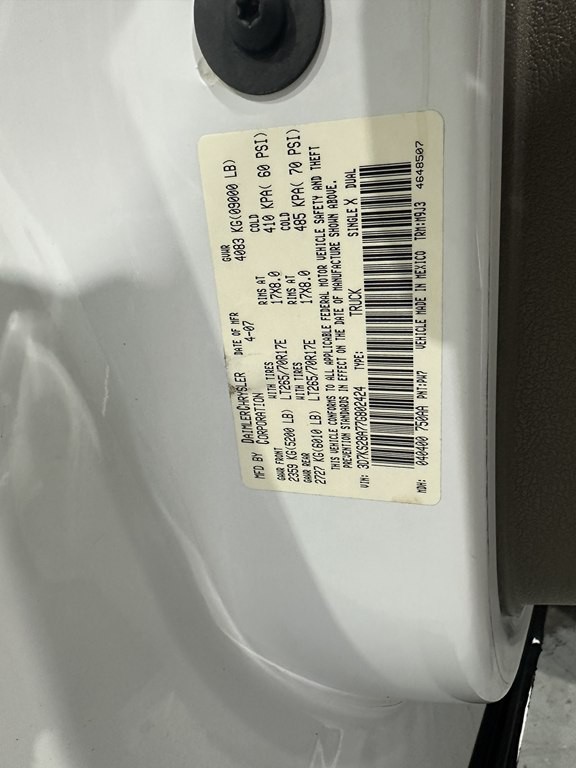 MFD BY DAIMLERCHRYSLER CORPORATION DATE OF MFR 4-07 GVWR 4083 KG(09000 LB)
GAWR FRONT WITH TIRES RIMS AT COLD
2359 KG(5200 LB) LT265/70R17E 17X8.0 410 KPA( 60 PSI)
GAWR REAR WITH TIRES RIMS AT COLD
2727 KG(6010 LB) LT265/70R17E 17X8.0 485 KPA( 70 PSI)
THIS VEHICLE CONFORMS TO ALL APPLICABLE FEDERAL MOTOR VEHICLE SAFETY AND THEFT
PREVENTION STANDARDS IN EFFECT ON THE DATE OF MANUFACTURE SHOWN ABOVE.
VIN: 3D7KS28A77G802424 TYPE: TRUCK SINGLE X DUAL
MDH: 040400 750AA PNT:PW7 VEHICLE MADE IN MEXICO TRM:M9J3 4648507